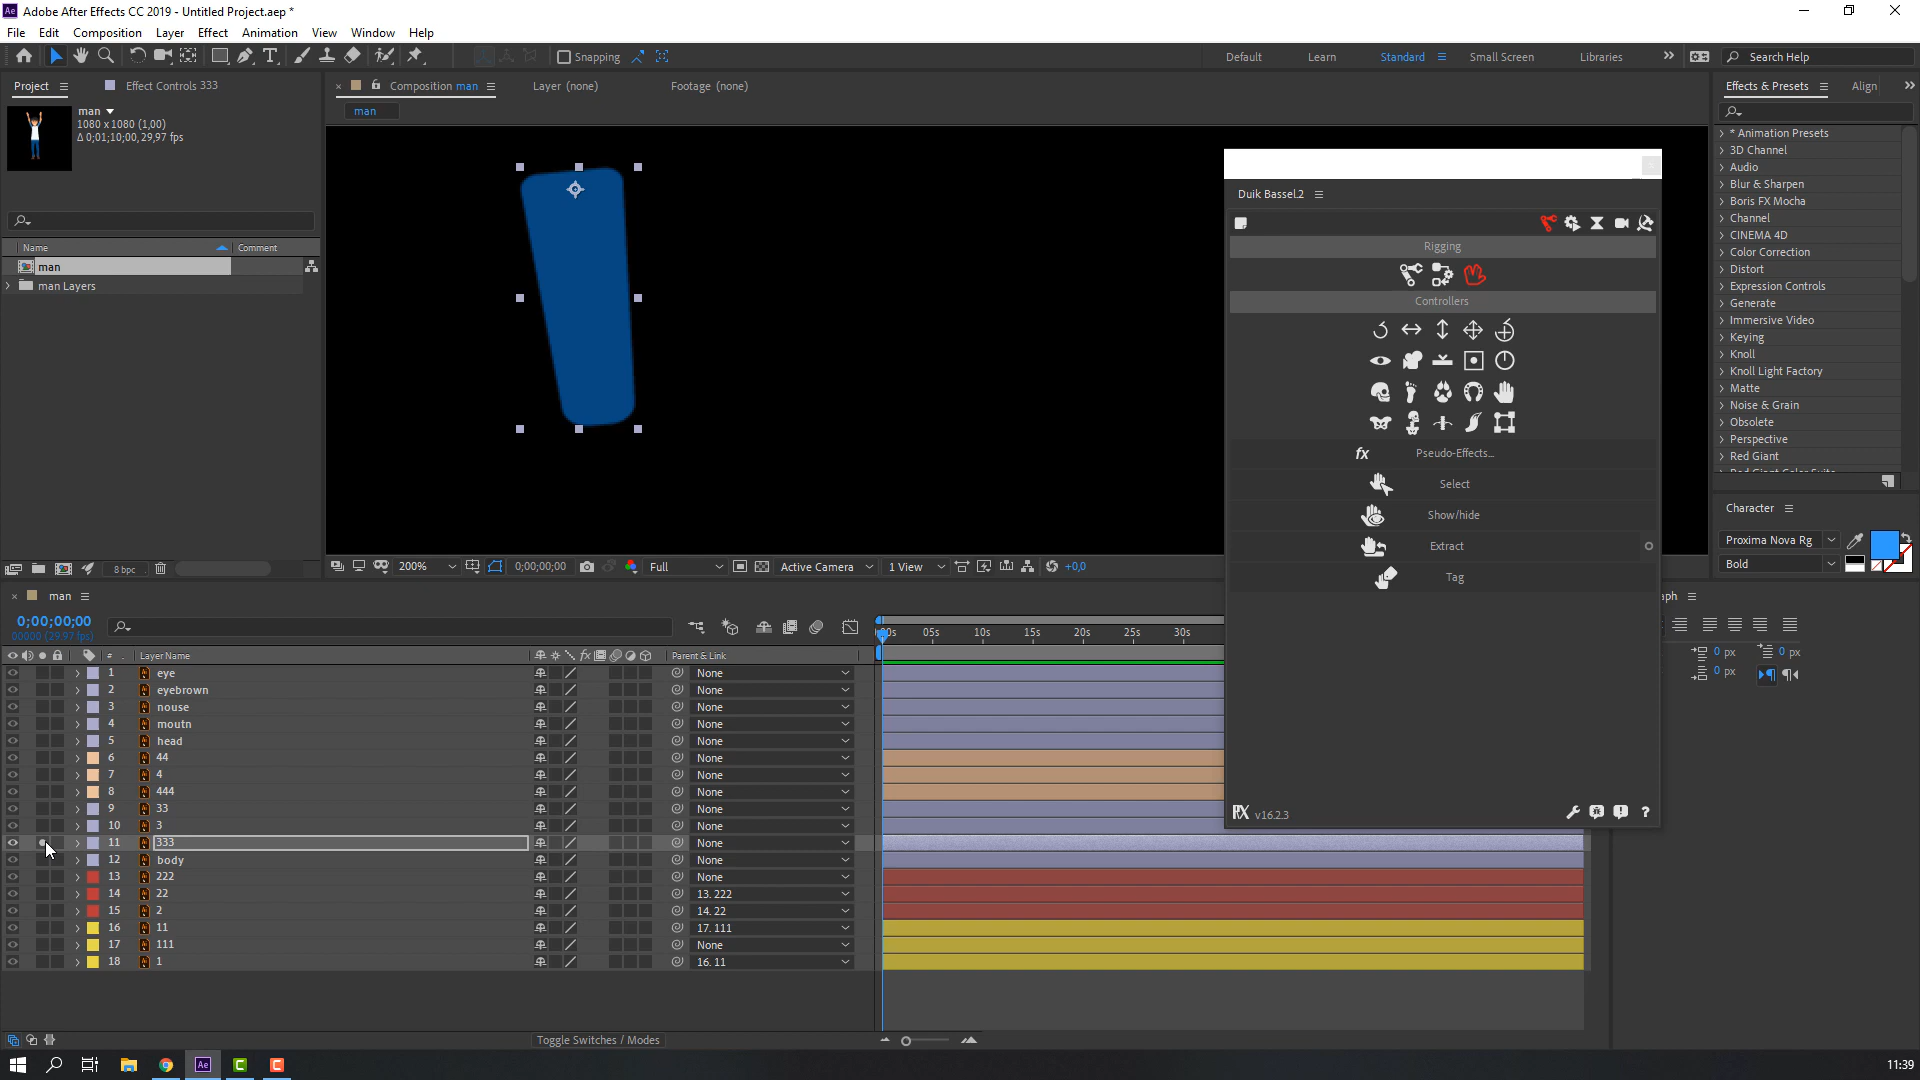 Ae Adobe After Effects CC 2019 - Untitled Project.aep *
File Edit Composition Layer Effect Animation View Window Help
Snapping
Default Learn Standard Small Screen Libraries Search Help
Project Effect Controls 333
Composition man Layer (none) Footage (none)
Effects & Presets Align
man
man
1080 x 1080 (1,00)
Δ 0;01;10;00, 29,97 fps
* Animation Presets
3D Channel
Audio
Blur & Sharpen
Boris FX Mocha
Channel
CINEMA 4D
Color Correction
Distort
Expression Controls
Generate
Immersive Video
Keying
Knoll
Knoll Light Factory
Matte
Noise & Grain
Obsolete
Perspective
Red Giant
Red Giant Color Suite
Name Comment
man
man Layers
Duik Bassel.2
Rigging
Controllers
fx Pseudo-Effects...
Select
Show/hide
Extract
Tag
v16.2.3
Character
Proxima Nova Rg
Bold
8 bpc
200% 0;00;00;00 Full Active Camera 1 View +0,0
man
aph
0;00;00;00
00000 (29.97 fps)
00s 05s 10s 15s 20s 25s 30s
0 px 0 px
0 px
# Layer Name fx Parent & Link
1 eye None
2 eyebrown None
3 nouse None
4 moutn None
5 head None
6 44 None
7 4 None
8 444 None
9 33 None
10 3 None
11 333 None
12 body None
13 222 None
14 22 13. 222
15 2 14. 22
16 11 17. 111
17 111 None
18 1 16. 11
Toggle Switches / Modes
Ae
11:39